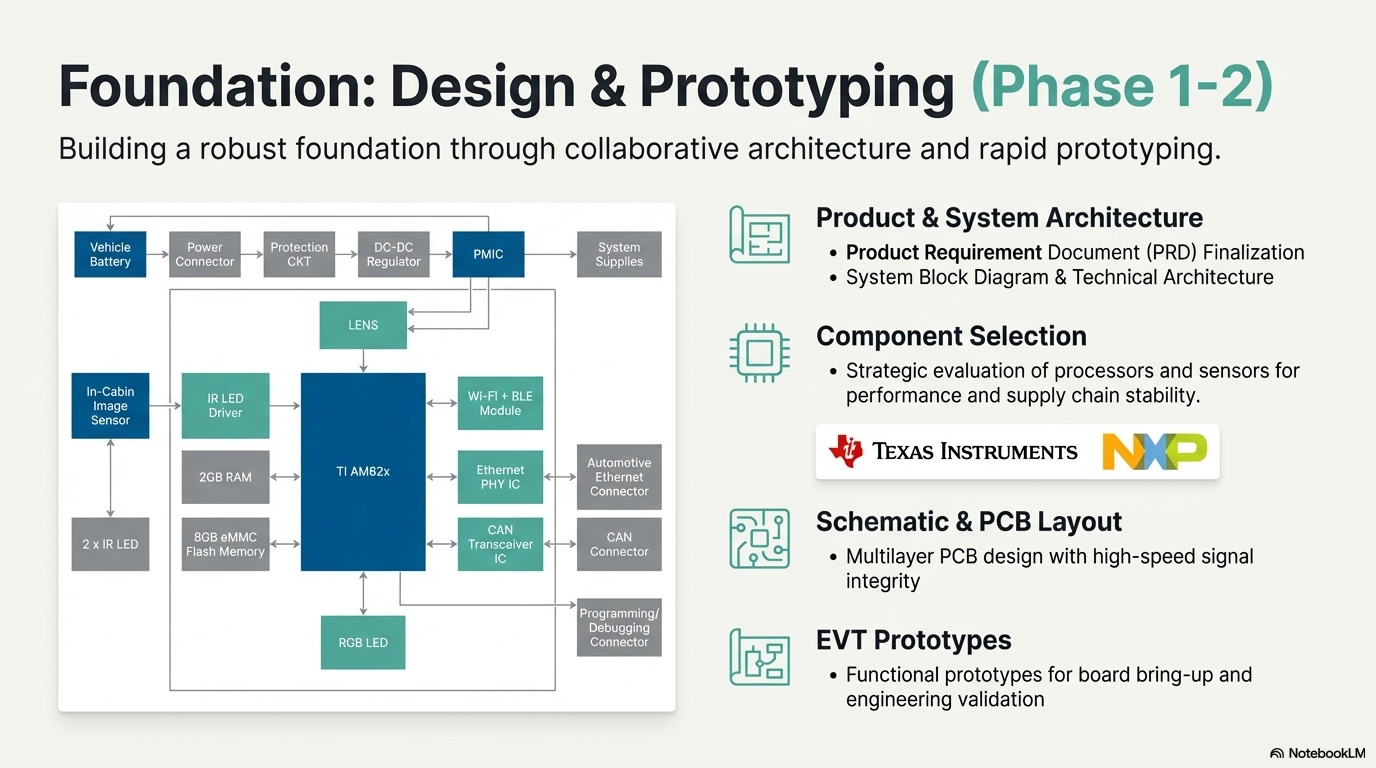 Foundation: Design & Prototyping (Phase 1-2)
Building a robust foundation through collaborative architecture and rapid prototyping.
Vehicle
Battery
Power
Connector
Protection
CKT
DC-DC
Regulator
PMIC
System
Supplles
LENS
In-Cabin
Image
Sensor
IR LED
Driver
WI-FI + BLE
Module
2GB RAM
TI AM82x
Ethernet
PHY IC
Automotive
Ethernet
Connector
2 x IR LED
8GB eMMC
Flash Memory
CAN
Transceiver
IC
CAN
Connector
RGB LED
Programming/
Debugging
Connector
Product & System Architecture
• Product Requirement Document (PRD) Finalization
• System Block Diagram & Technical Architecture
Component Selection
• Strategic evaluation of processors and sensors for
performance and supply chain stability.
TEXAS INSTRUMENTS
NXP
Schematic & PCB Layout
• Multilayer PCB design with high-speed signal
integrity
EVT Prototypes
• Functional prototypes for board bring-up and
engineering validation
NotebookLM